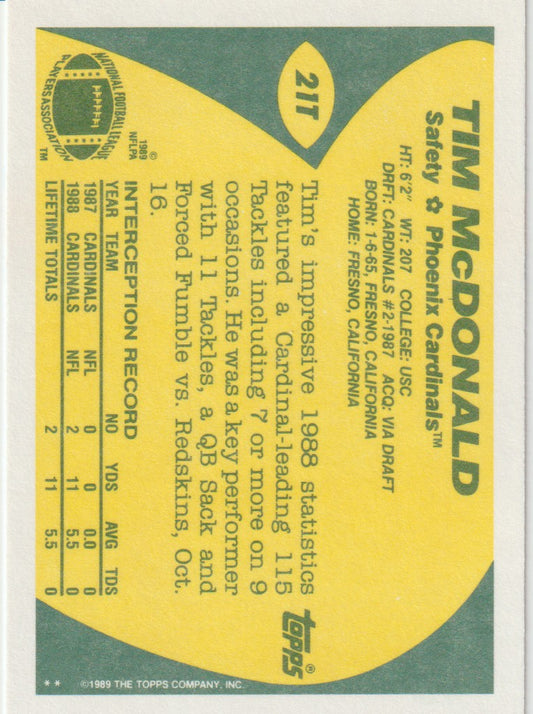 21T
TIM McDONALD
Safety ✿ Phoenix Cardinals™
HT: 6'2" WT: 207 COLLEGE: USC
DRFT: CARDINALS #2-1987 ACQ: VIA DRAFT
BORN: 1-6-65, FRESNO, CALIFORNIA
HOME: FRESNO, CALIFORNIA
Tim's impressive 1988 statistics
featured a Cardinal-leading 115
Tackles including 7 or more on 9
occasions. He was a key performer
with 11 Tackles, a QB Sack and
Forced Fumble vs. Redskins, Oct.
16.
topps®
NATIONAL FOOTBALL LEAGUE
PLAYERS ASSOCIATION
™
©
1989
NFLPA
INTERCEPTION RECORD
YEAR TEAM NO YDS AVG TDS
1987 CARDINALS NFL 0 0 0.0 0
1988 CARDINALS NFL 2 11 5.5 0
LIFETIME TOTALS 2 11 5.5 0
** ©1989 THE TOPPS COMPANY, INC.